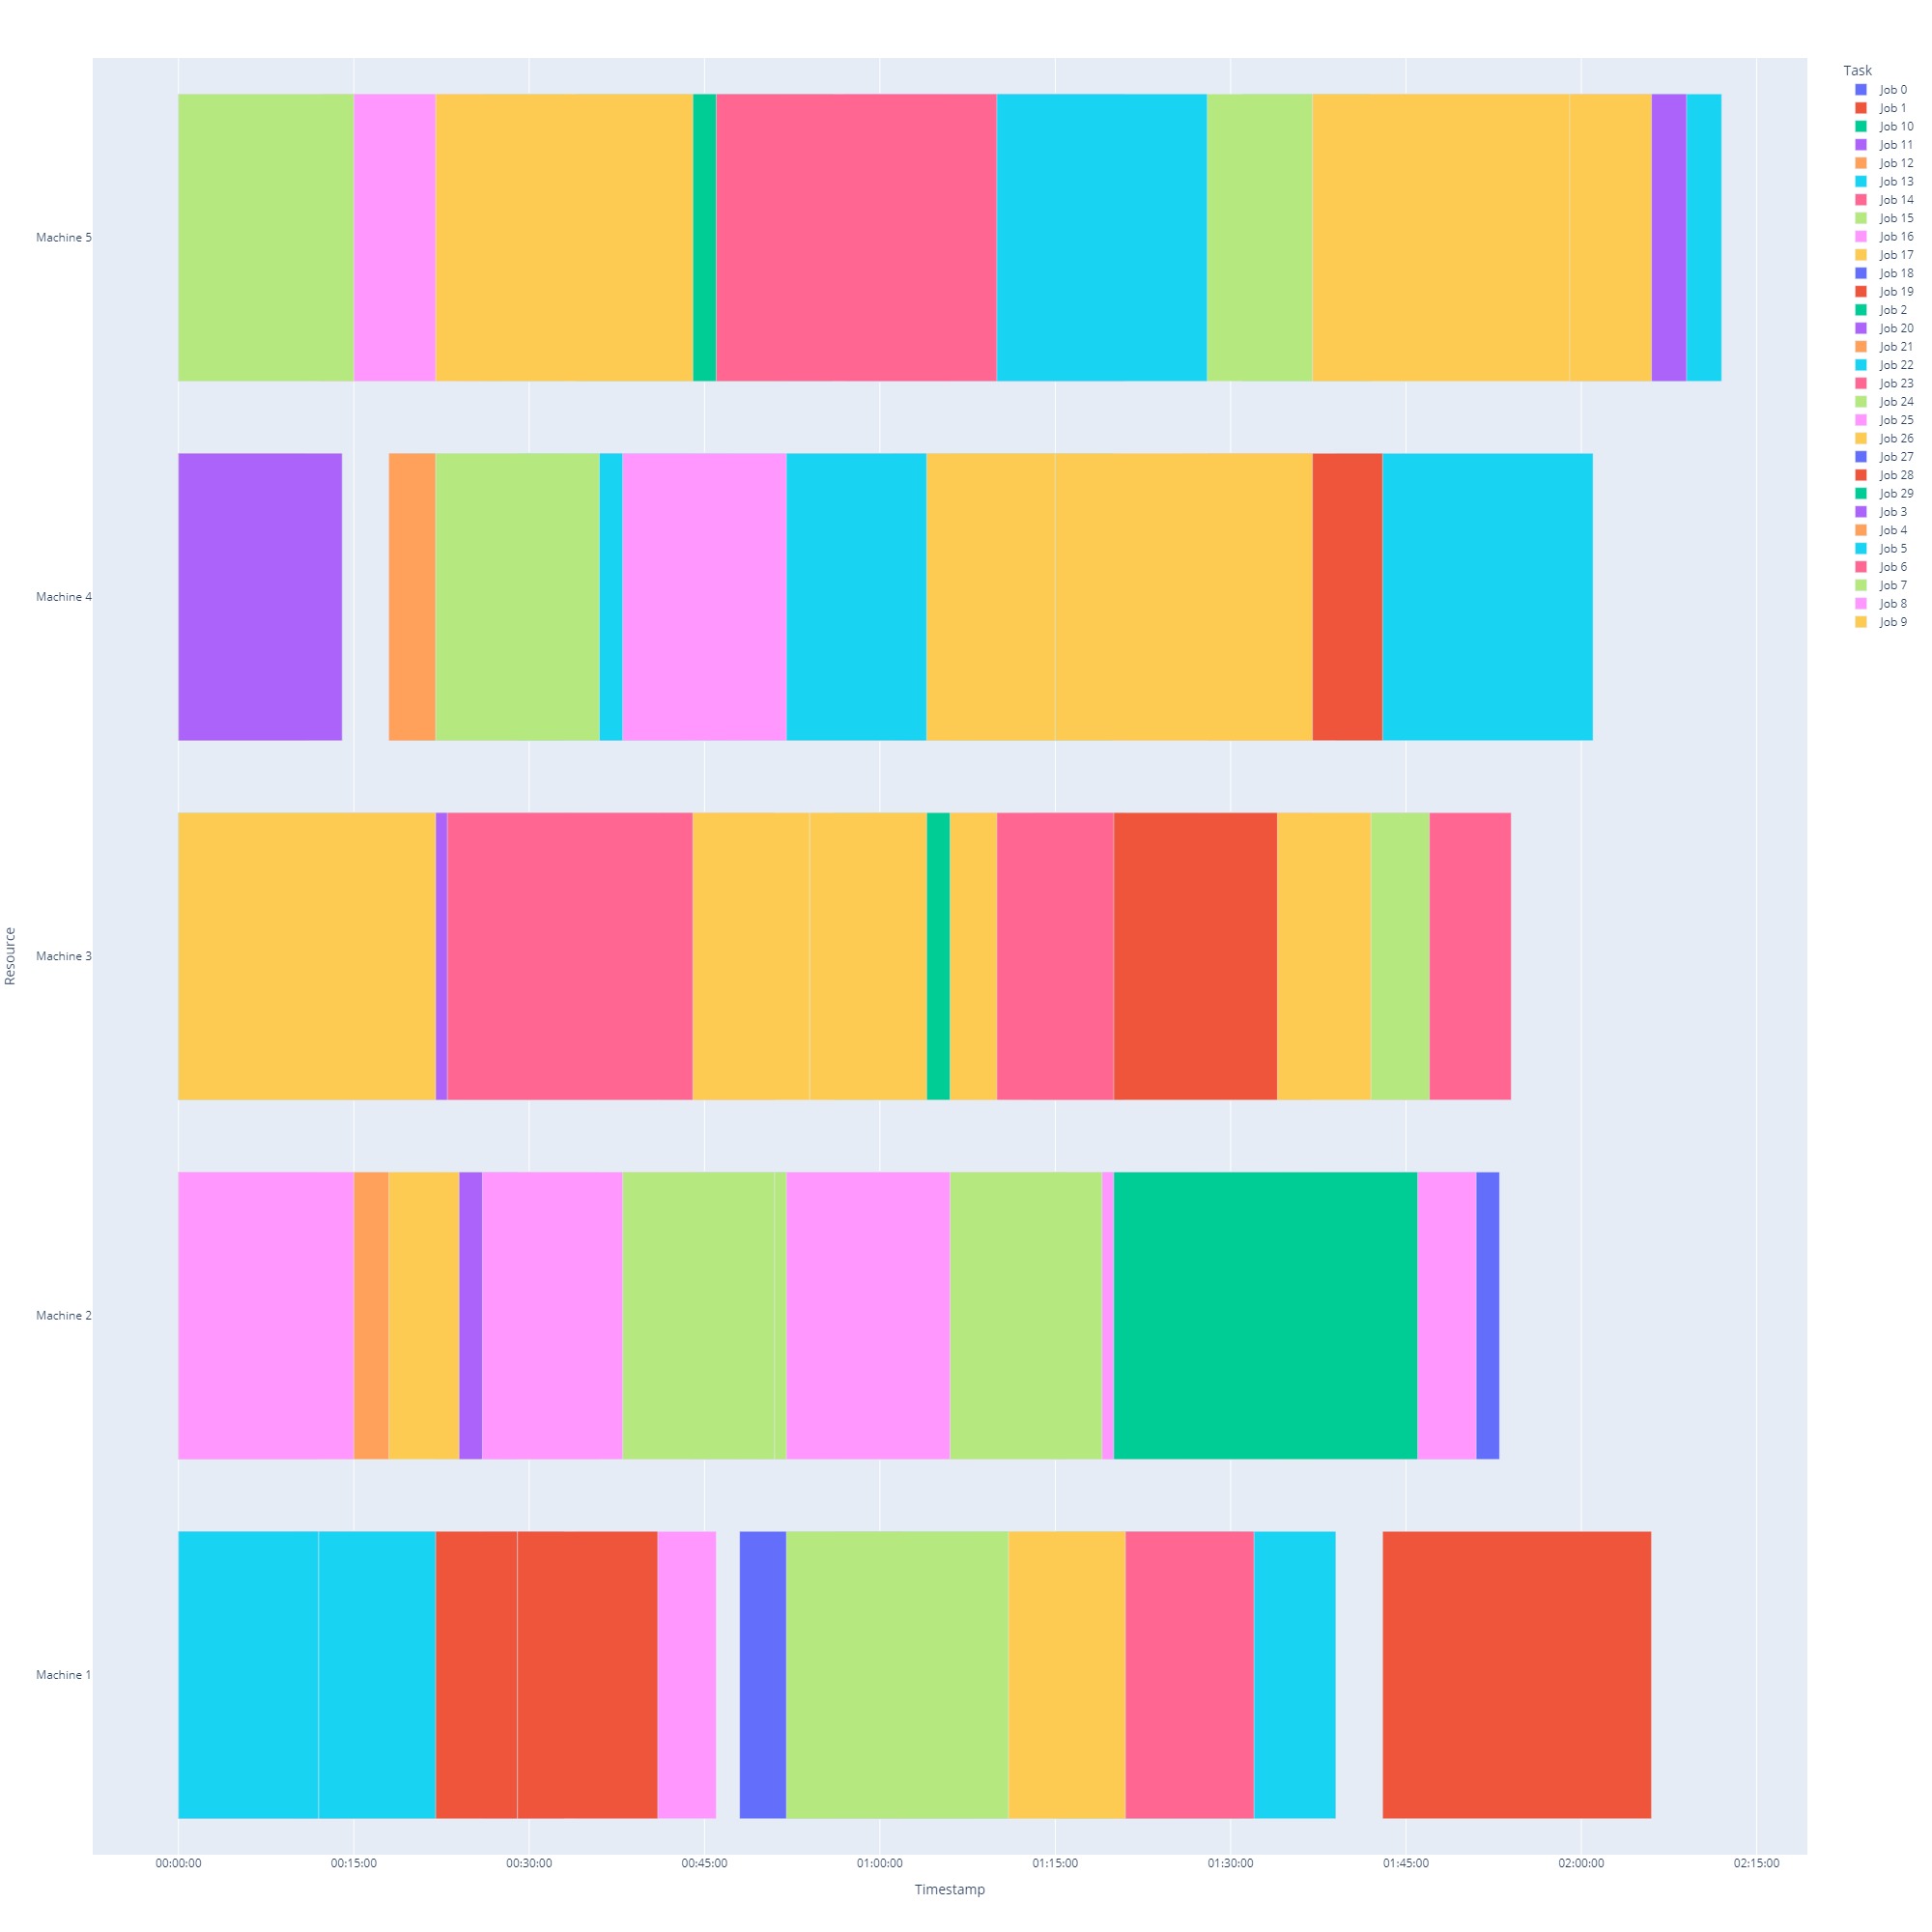 Task
Job 0
Job 1
Job 10
Job 11
Job 12
Job 13
Job 14
Job 15
Job 16
Job 17
Job 18
Job 19
Job 2
Job 20
Job 21
Job 22
Job 23
Job 24
Job 25
Job 26
Job 27
Job 28
Job 29
Job 3
Job 4
Job 5
Job 6
Job 7
Job 8
Job 9
Machine 5
Machine 4
Machine 3
Resource
Machine 2
Machine 1
00:00:00 00:15:00 00:30:00 00:45:00 01:00:00 01:15:00 01:30:00 01:45:00 02:00:00 02:15:00
Timestamp